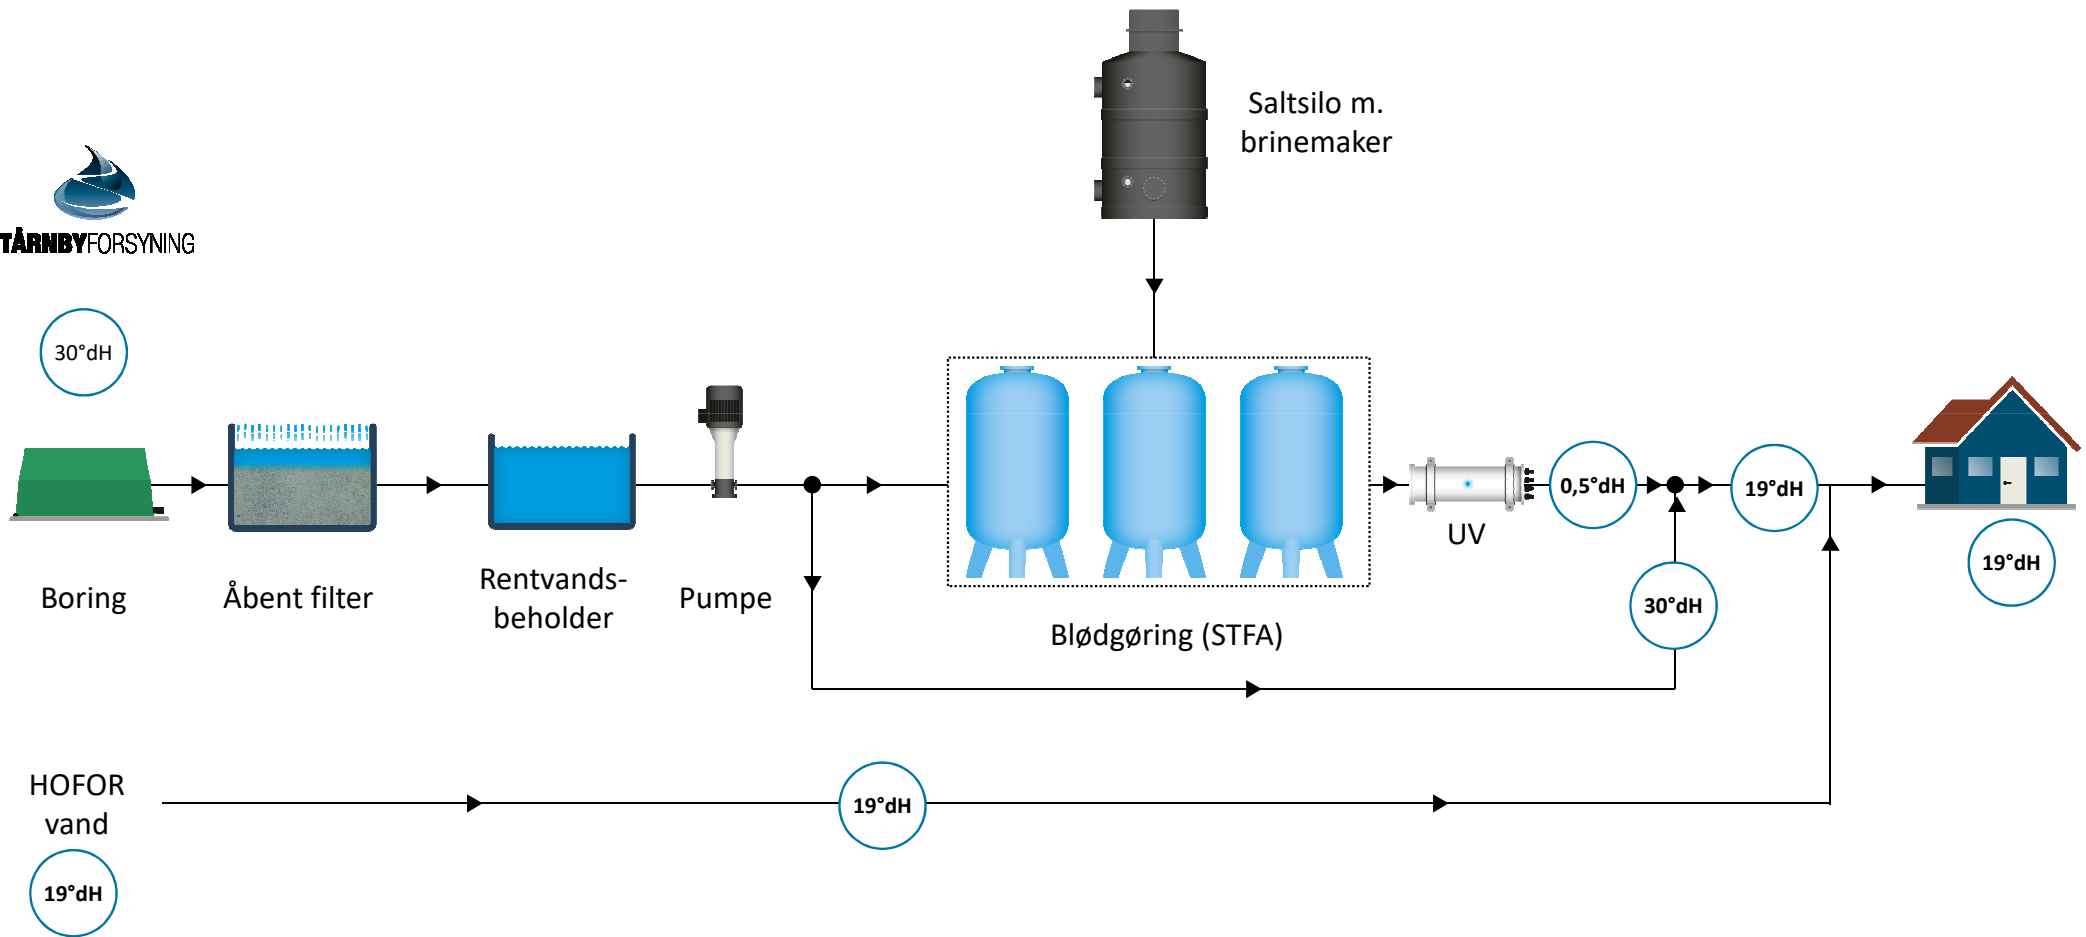 Saltsilo m.
brinemaker
TÅRNBYFORSYNING
30°dH
0,5°dH
19°dH
UV
19°dH
Boring
Åbent filter
Rentvands-
beholder
Pumpe
30°dH
Blødgøring (STFA)
HOFOR
vand
19°dH
19°dH